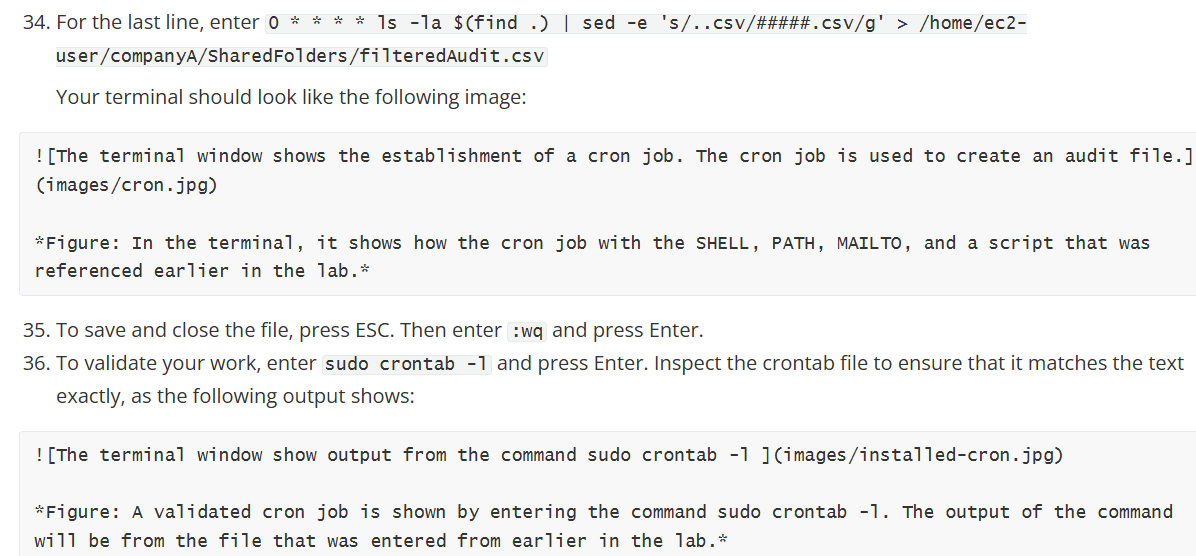 34. For the last line, enter 0 * * * * ls -la $(find .) | sed -e 's/..csv/#####.csv/g' > /home/ec2-
user/companyA/SharedFolders/filteredAudit.csv
Your terminal should look like the following image:
![The terminal window shows the establishment of a cron job. The cron job is used to create an audit file.]
(images/cron.jpg)
*Figure: In the terminal, it shows how the cron job with the SHELL, PATH, MAILTO, and a script that was
referenced earlier in the lab.*
35. To save and close the file, press ESC. Then enter :wq and press Enter.
36. To validate your work, enter sudo crontab -l and press Enter. Inspect the crontab file to ensure that it matches the text
exactly, as the following output shows:
![The terminal window show output from the command sudo crontab -l ](images/installed-cron.jpg)
*Figure: A validated cron job is shown by entering the command sudo crontab -l. The output of the command
will be from the file that was entered from earlier in the lab.*